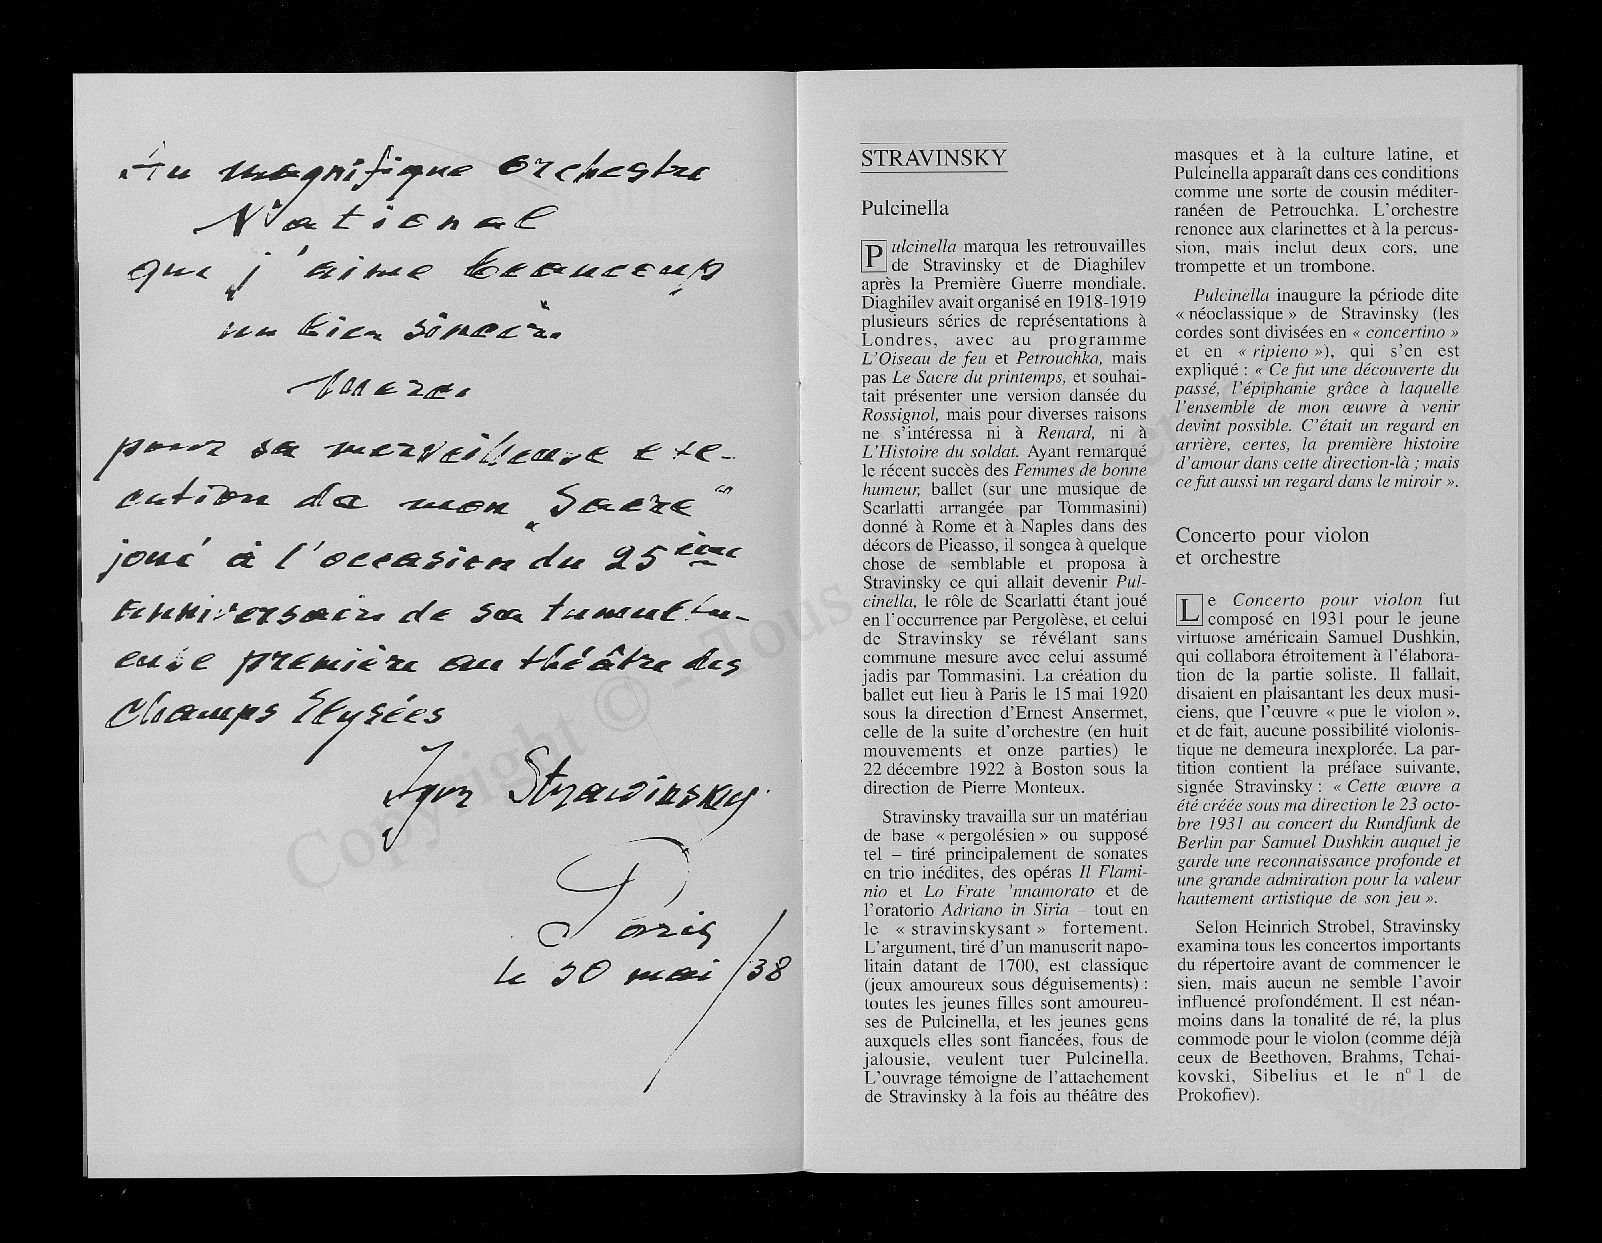 Au magnifique Orchestre
National
que j'aime beaucoup
un bien sincère
merci
pour sa merveilleuse exé-
cution de mon „Sacre"
joué à l'occasion du 25ème
anniversaire de sa tumultu-
euse première au théâtre des
Champs Elysées
Igor Strawinsky
Paris
le 30 mai /38
STRAVINSKY
Pulcinella
Pulcinella marqua les retrouvailles
de Stravinsky et de Diaghilev
après la Première Guerre mondiale.
Diaghilev avait organisé en 1918-1919
plusieurs séries de représentations à
Londres, avec au programme
L'Oiseau de feu et Petrouchka, mais
pas Le Sacre du printemps, et souhai-
tait présenter une version dansée du
Rossignol, mais pour diverses raisons
ne s'intéressa ni à Renard, ni à
L'Histoire du soldat. Ayant remarqué
le récent succès des Femmes de bonne
humeur, ballet (sur une musique de
Scarlatti arrangée par Tommasini)
donné à Rome et à Naples dans des
décors de Picasso, il songea à quelque
chose de semblable et proposa à
Stravinsky ce qui allait devenir Pul-
cinella, le rôle de Scarlatti étant joué
en l'occurrence par Pergolèse, et celui
de Stravinsky se révélant sans
commune mesure avec celui assumé
jadis par Tommasini. La création du
ballet eut lieu à Paris le 15 mai 1920
sous la direction d'Ernest Ansermet,
celle de la suite d'orchestre (en huit
mouvements et onze parties) le
22 décembre 1922 à Boston sous la
direction de Pierre Monteux.
Stravinsky travailla sur un matériau
de base « pergolésien » ou supposé
tel – tiré principalement de sonates
en trio inédites, des opéras Il Flami-
nio et Lo Frate 'nnamorato et de
l'oratorio Adriano in Siria – tout en
le « stravinskysant » fortement.
L'argument, tiré d'un manuscrit napo-
litain datant de 1700, est classique
(jeux amoureux sous déguisements) :
toutes les jeunes filles sont amoureu-
ses de Pulcinella, et les jeunes gens
auxquels elles sont fiancées, fous de
jalousie, veulent tuer Pulcinella.
L'ouvrage témoigne de l'attachement
de Stravinsky à la fois au théâtre des
masques et à la culture latine, et
Pulcinella apparaît dans ces conditions
comme une sorte de cousin méditer-
ranéen de Petrouchka. L'orchestre
renonce aux clarinettes et à la percus-
sion, mais inclut deux cors, une
trompette et un trombone.
Pulcinella inaugure la période dite
« néoclassique » de Stravinsky (les
cordes sont divisées en « concertino »
et en « ripieno »), qui s'en est
expliqué : « Ce fut une découverte du
passé, l'épiphanie grâce à laquelle
l'ensemble de mon œuvre à venir
devint possible. C'était un regard en
arrière, certes, la première histoire
d'amour dans cette direction-là ; mais
ce fut aussi un regard dans le miroir ».
Concerto pour violon
et orchestre
Le Concerto pour violon fut
composé en 1931 pour le jeune
virtuose américain Samuel Dushkin,
qui collabora étroitement à l'élabora-
tion de la partie soliste. Il fallait,
disaient en plaisantant les deux musi-
ciens, que l'œuvre « pue le violon »,
et de fait, aucune possibilité violonis-
tique ne demeura inexplorée. La par-
tition contient la préface suivante,
signée Stravinsky : « Cette œuvre a
été créée sous ma direction le 23 octo-
bre 1931 au concert du Rundfunk de
Berlin par Samuel Dushkin auquel je
garde une reconnaissance profonde et
une grande admiration pour la valeur
hautement artistique de son jeu ».
Selon Heinrich Strobel, Stravinsky
examina tous les concertos importants
du répertoire avant de commencer le
sien, mais aucun ne semble l'avoir
influencé profondément. Il est néan-
moins dans la tonalité de ré, la plus
commode pour le violon (comme déjà
ceux de Beethoven, Brahms, Tchaï-
kovski, Sibelius et le n° 1 de
Prokofiev).
Copyright © - Tous